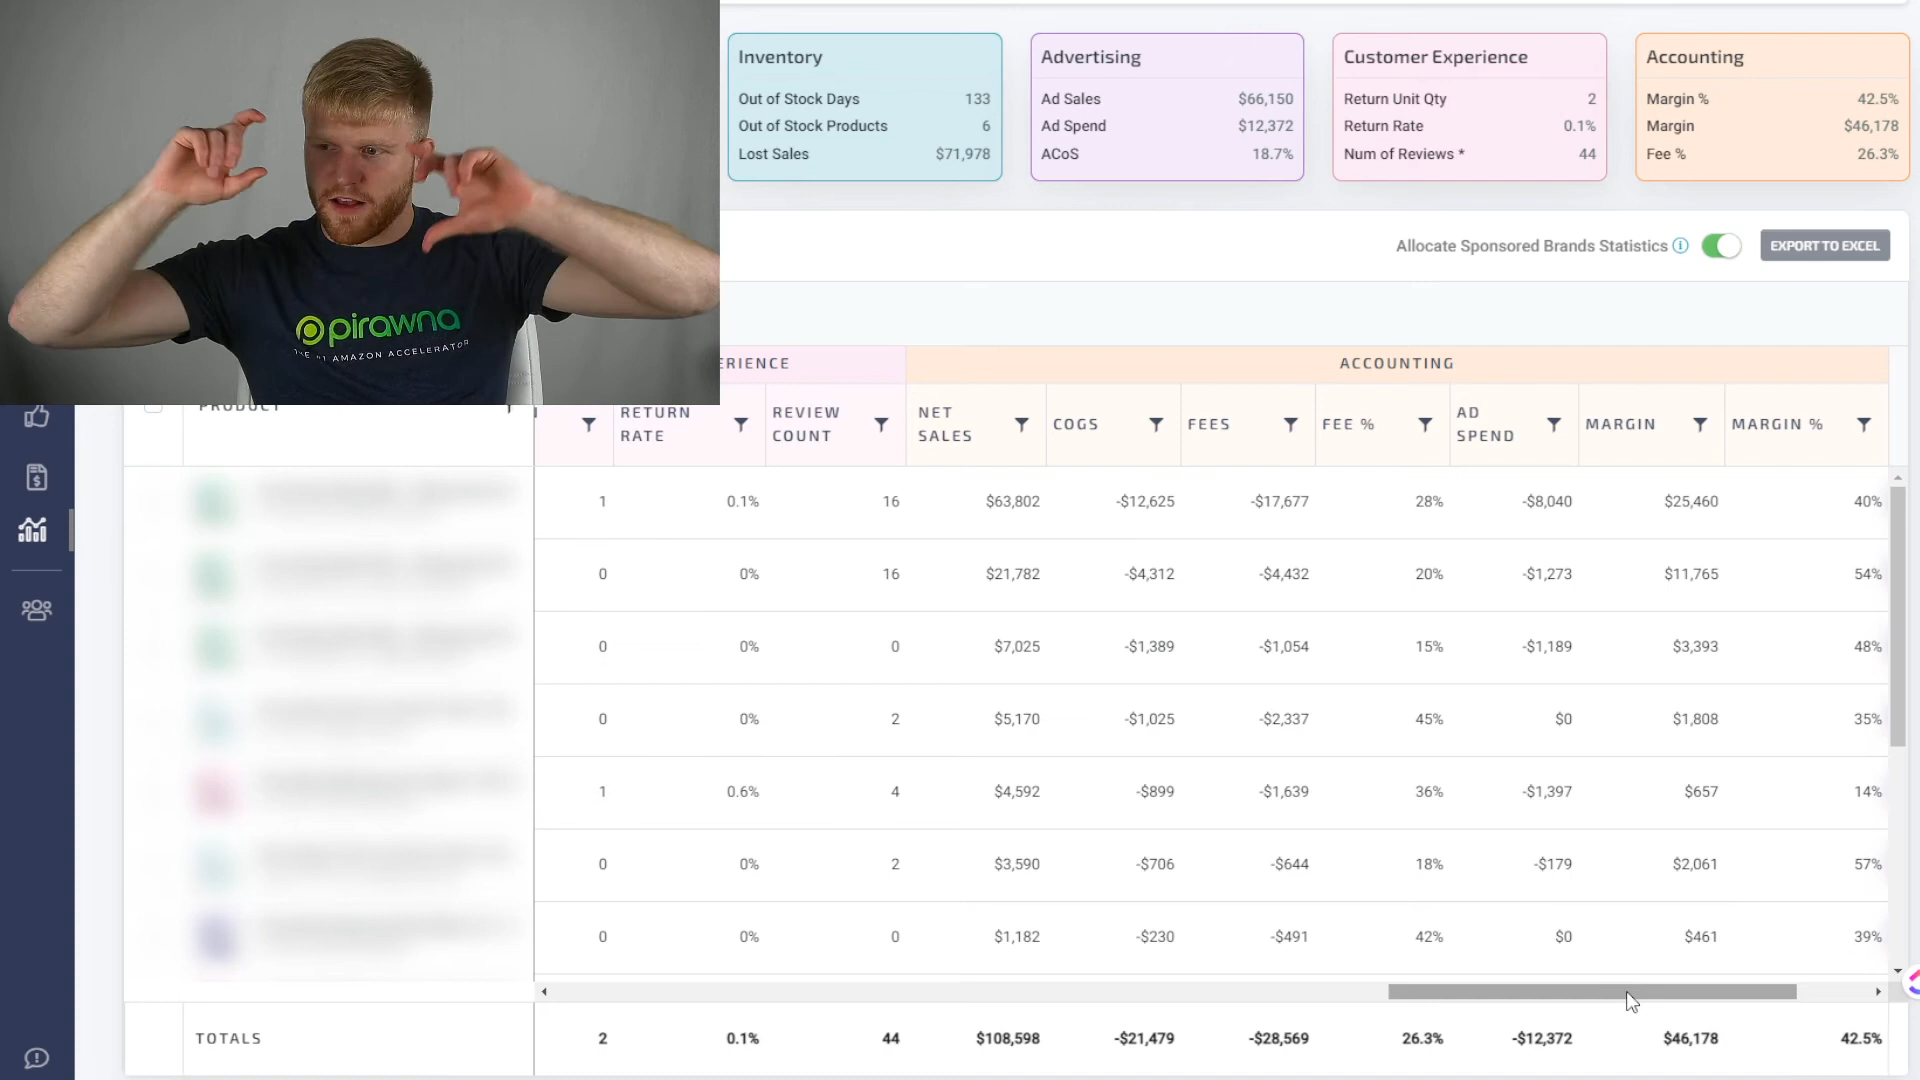 Inventory
Out of Stock Days 133
Out of Stock Products 6
Lost Sales $71,978
Advertising
Ad Sales $66,150
Ad Spend $12,372
ACoS 18.7%
Customer Experience
Return Unit Qty 2
Return Rate 0.1%
Num of Reviews * 44
Accounting
Margin % 42.5%
Margin $46,178
Fee % 26.3%
pirawna
#1 AMAZON ACCELERATOR
Allocate Sponsored Brands Statistics
EXPORT TO EXCEL
ERIENCE ACCOUNTING
PRODUCT
RETURN RATE
REVIEW COUNT
NET SALES
COGS
FEES
FEE %
AD SPEND
MARGIN
MARGIN %
1 0.1% 16 $63,802 -$12,625 -$17,677 28% -$8,040 $25,460 40%
0 0% 16 $21,782 -$4,312 -$4,432 20% -$1,273 $11,765 54%
0 0% 0 $7,025 -$1,389 -$1,054 15% -$1,189 $3,393 48%
0 0% 2 $5,170 -$1,025 -$2,337 45% $0 $1,808 35%
1 0.6% 4 $4,592 -$899 -$1,639 36% -$1,397 $657 14%
0 0% 2 $3,590 -$706 -$644 18% -$179 $2,061 57%
0 0% 0 $1,182 -$230 -$491 42% $0 $461 39%
TOTALS 2 0.1% 44 $108,598 -$21,479 -$28,569 26.3% -$12,372 $46,178 42.5%